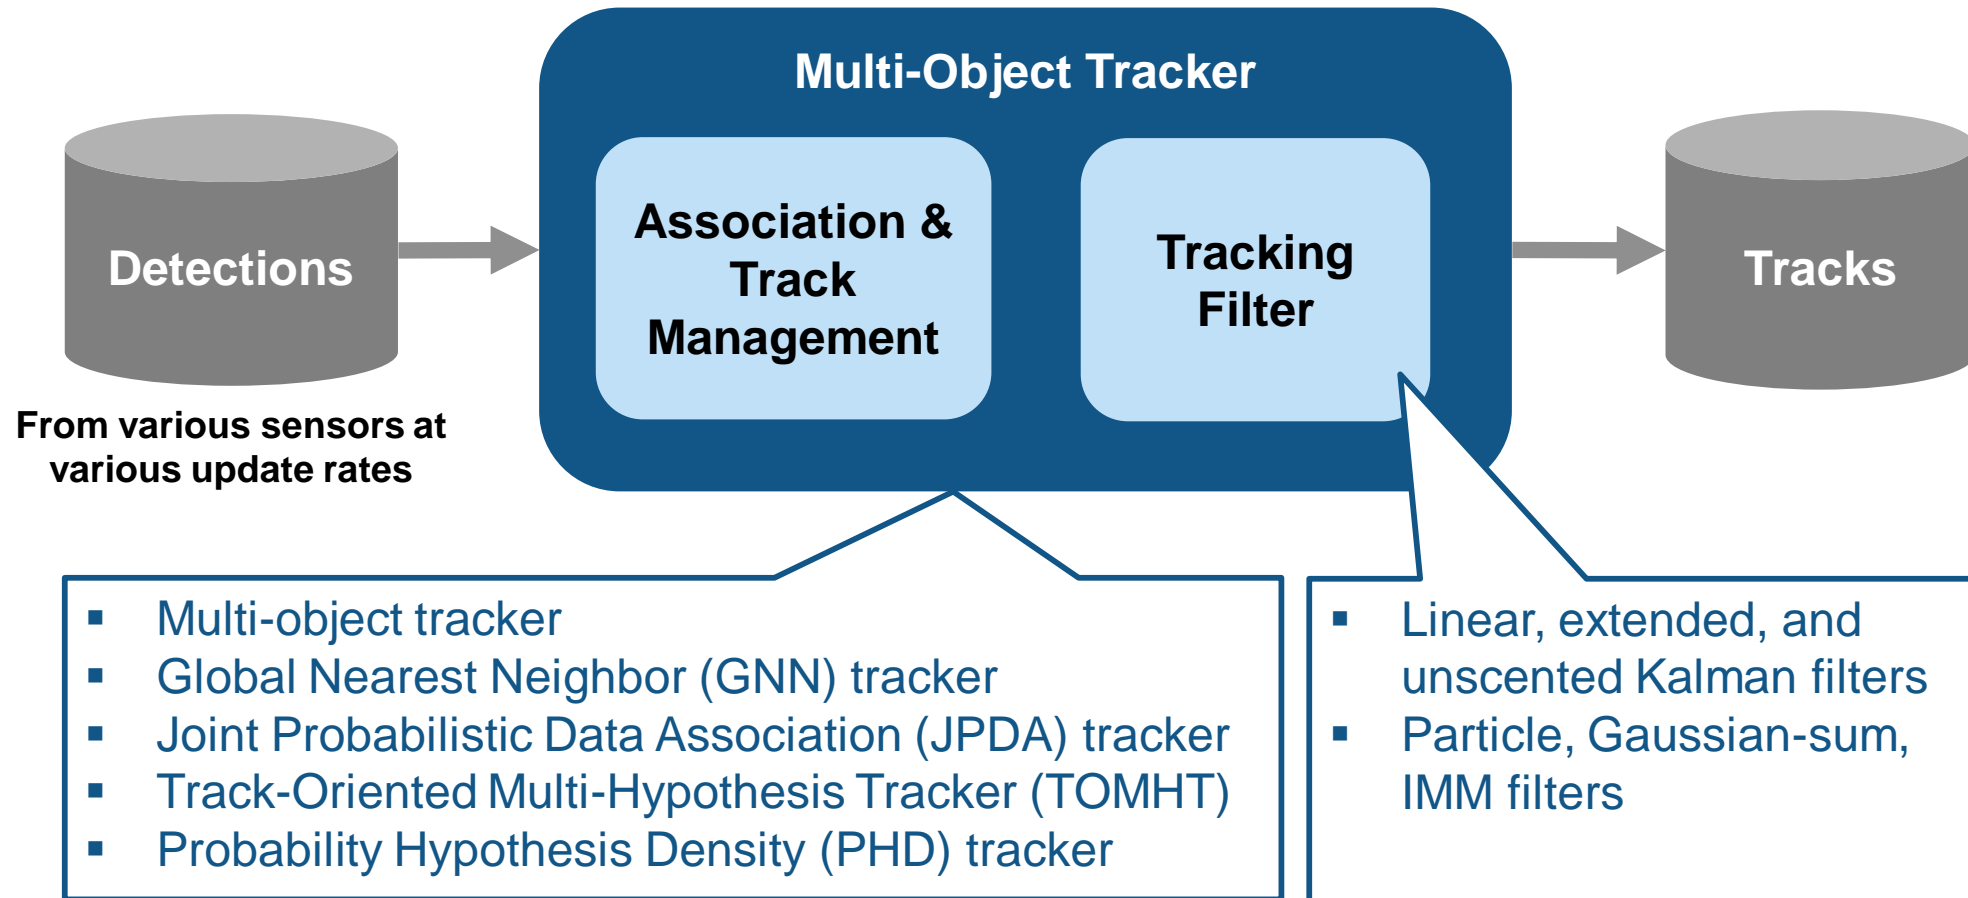 Multi-Object Tracker
Detections
From various sensors at
various update rates
Association &
Track
Management
Tracking
Filter
Tracks
▪ Multi-object tracker
▪ Global Nearest Neighbor (GNN) tracker
▪ Joint Probabilistic Data Association (JPDA) tracker
▪ Track-Oriented Multi-Hypothesis Tracker (TOMHT)
▪ Probability Hypothesis Density (PHD) tracker
▪ Linear, extended, and
unscented Kalman filters
▪ Particle, Gaussian-sum,
IMM filters